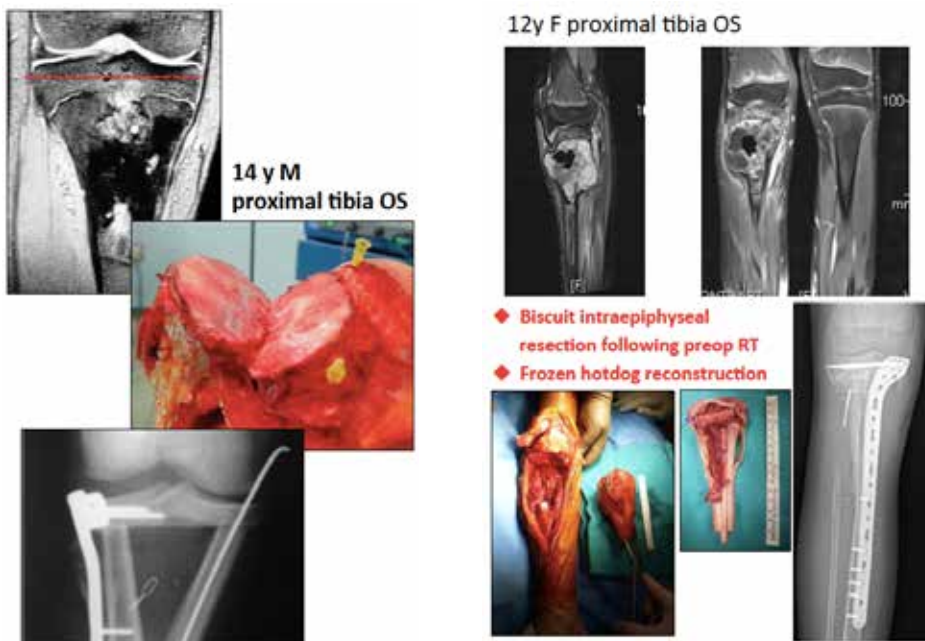 14 y M
proximal tibia OS
12y F proximal tibia OS
100-
[F]
◆ Biscuit intraepiphyseal
resection following preop RT
◆ Frozen hotdog reconstruction